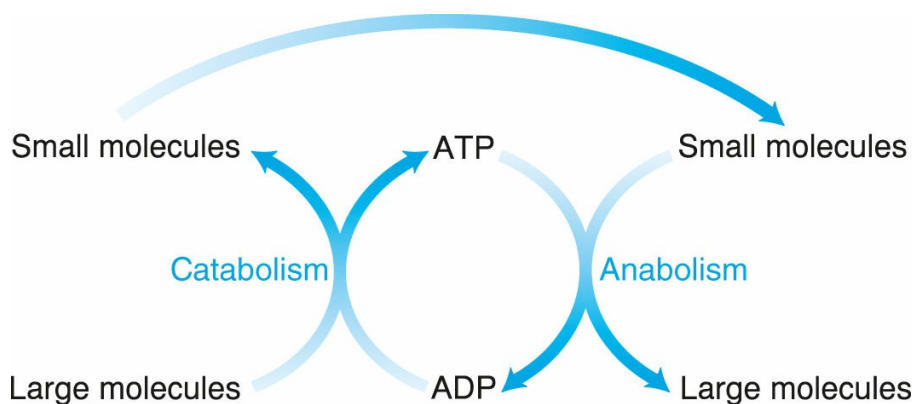 Small molecules ATP Small molecules
Catabolism Anabolism
Large molecules ADP Large molecules